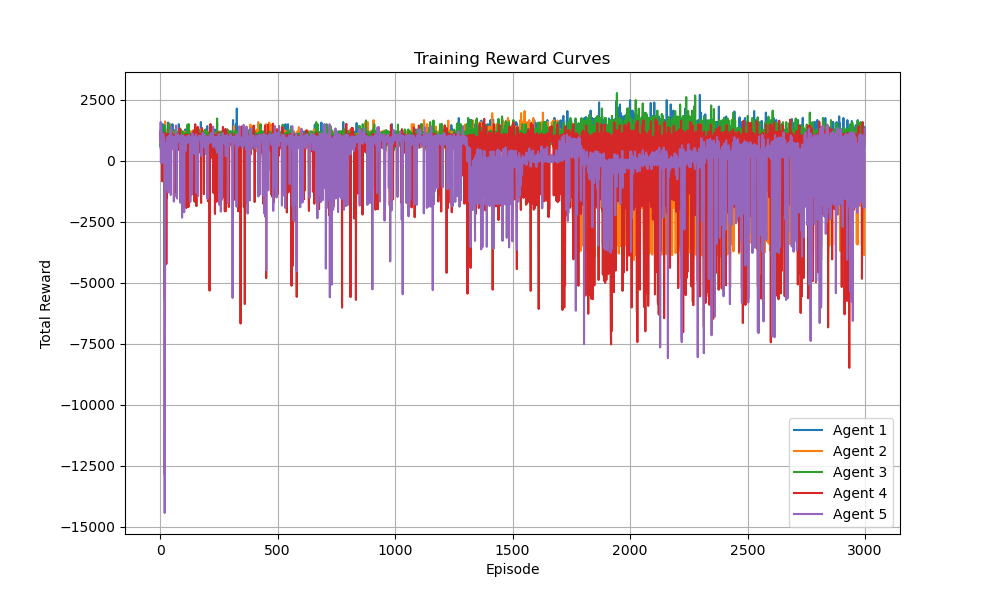 Training Reward Curves
Total Reward
2500
0
−2500
−5000
−7500
−10000
−12500
−15000
0 500 1000 1500 2000 2500 3000
Episode
Agent 1
Agent 2
Agent 3
Agent 4
Agent 5